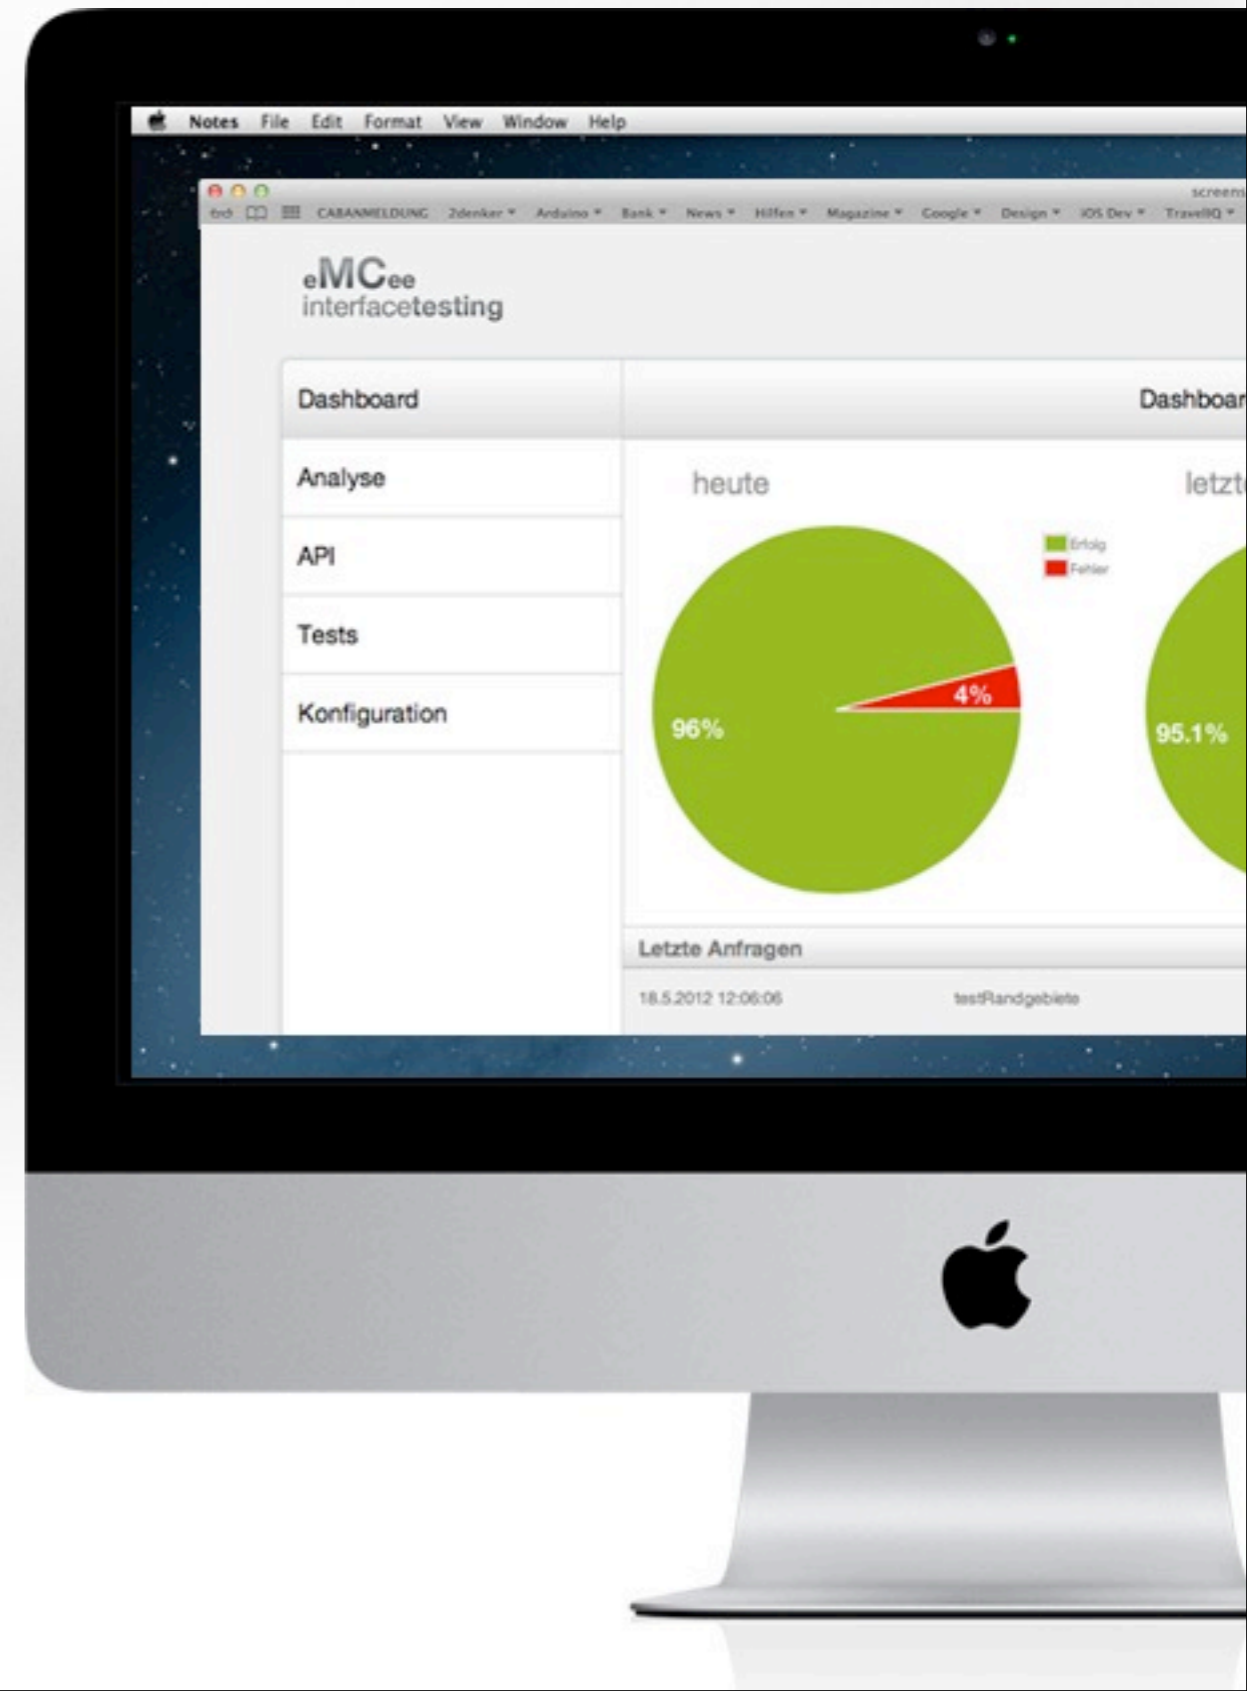 Notes File Edit Format View Window Help
screens
CABANMELDUNG 2denker Arduino Bank News Hilfen Magazine Google Design iOS Dev TravelIQ
eMCee
interfacetesting
Dashboard
Dashboar
Analyse
API
Tests
Konfiguration
heute
letzte
Erfolg
Fehler
4%
96%
95.1%
Letzte Anfragen
18.5.2012 12:06:06 testRandgebiete